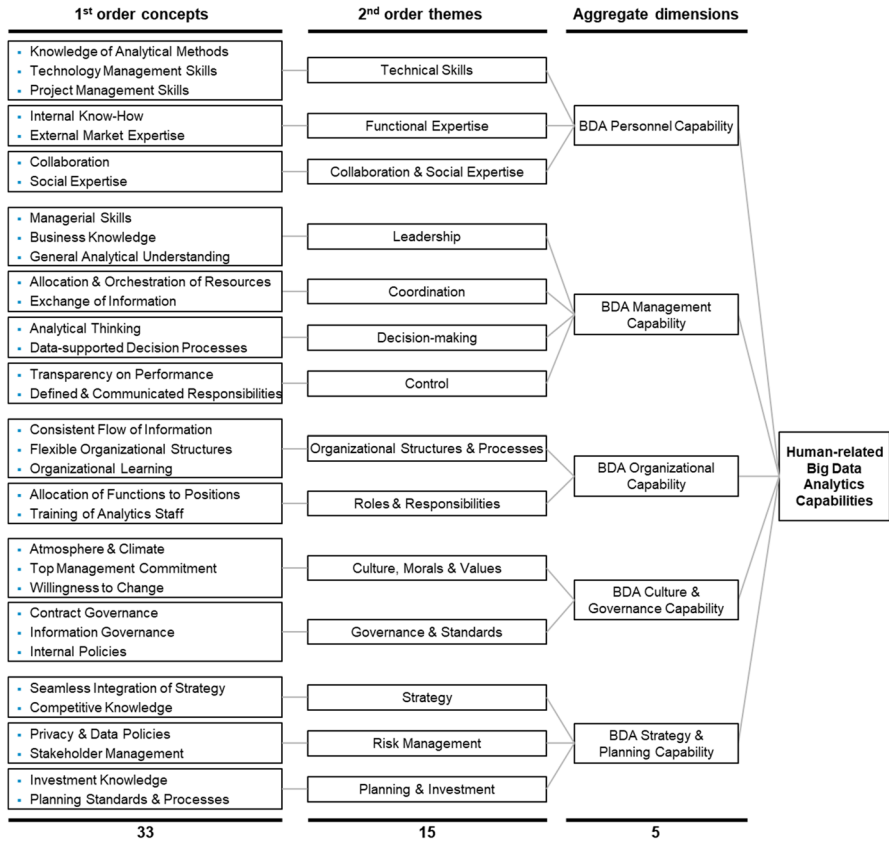 1st order concepts
2nd order themes
Aggregate dimensions
Knowledge of Analytical Methods
Technology Management Skills
Project Management Skills
Technical Skills
Internal Know-How
External Market Expertise
Functional Expertise
BDA Personnel Capability
Collaboration
Social Expertise
Collaboration & Social Expertise
Managerial Skills
Business Knowledge
General Analytical Understanding
Leadership
Allocation & Orchestration of Resources
Exchange of Information
Coordination
BDA Management
Capability
Analytical Thinking
Data-supported Decision Processes
Decision-making
Transparency on Performance
Defined & Communicated Responsibilities
Control
Consistent Flow of Information
Flexible Organizational Structures
Organizational Learning
Organizational Structures & Processes
BDA Organizational
Capability
Human-related
Big Data
Analytics
Capabilities
Allocation of Functions to Positions
Training of Analytics Staff
Roles & Responsibilities
Atmosphere & Climate
Top Management Commitment
Willingness to Change
Culture, Morals & Values
BDA Culture &
Governance Capability
Contract Governance
Information Governance
Internal Policies
Governance & Standards
Seamless Integration of Strategy
Competitive Knowledge
Strategy
Privacy & Data Policies
Stakeholder Management
Risk Management
BDA Strategy &
Planning Capability
Investment Knowledge
Planning Standards & Processes
Planning & Investment
33
15
5